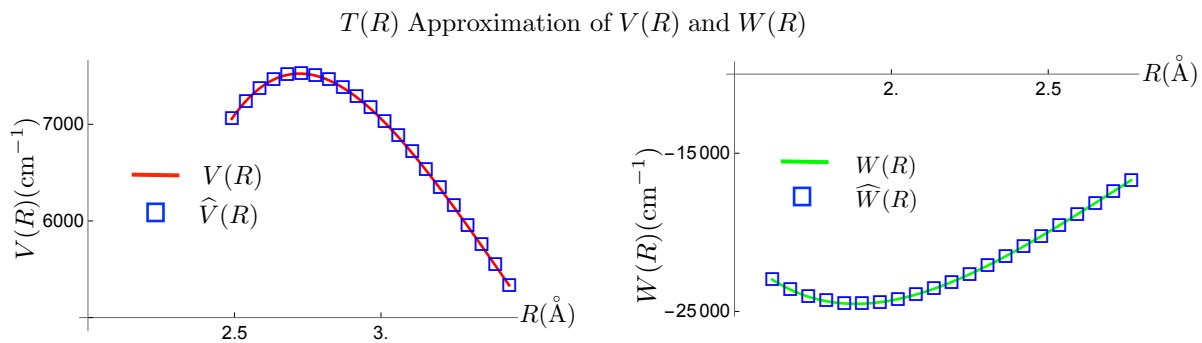 T(R) Approximation of V(R) and W(R)
V(R)(cm⁻¹)
7000
6000
V(R)
V̂(R)
2.5
3.
R(Å)
W(R)(cm⁻¹)
−15 000
−25 000
W(R)
Ŵ(R)
2.
2.5
R(Å)